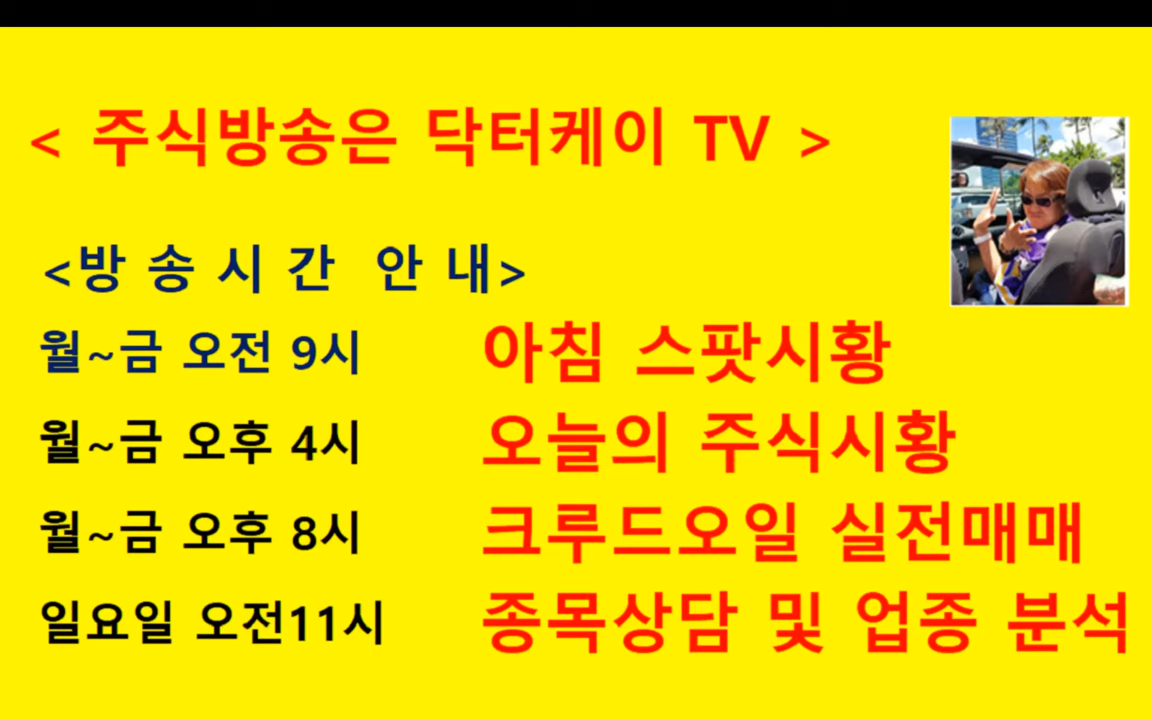 < 주식방송은 닥터케이 TV >
<방 송 시 간 안 내>
월~금 오전 9시 아침 스팟시황
월~금 오후 4시 오늘의 주식시황
월~금 오후 8시 크루드오일 실전매매
일요일 오전11시 종목상담 및 업종 분석